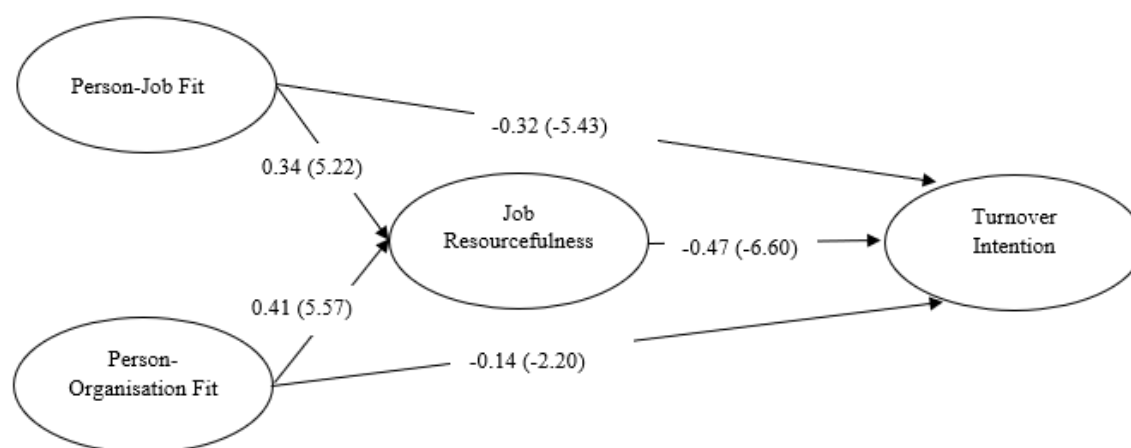 Person-Job Fit
-0.32 (-5.43)
0.34 (5.22)
Job
Resourcefulness
Turnover
Intention
-0.47 (-6.60)
0.41 (5.57)
Person-
Organisation Fit
-0.14 (-2.20)